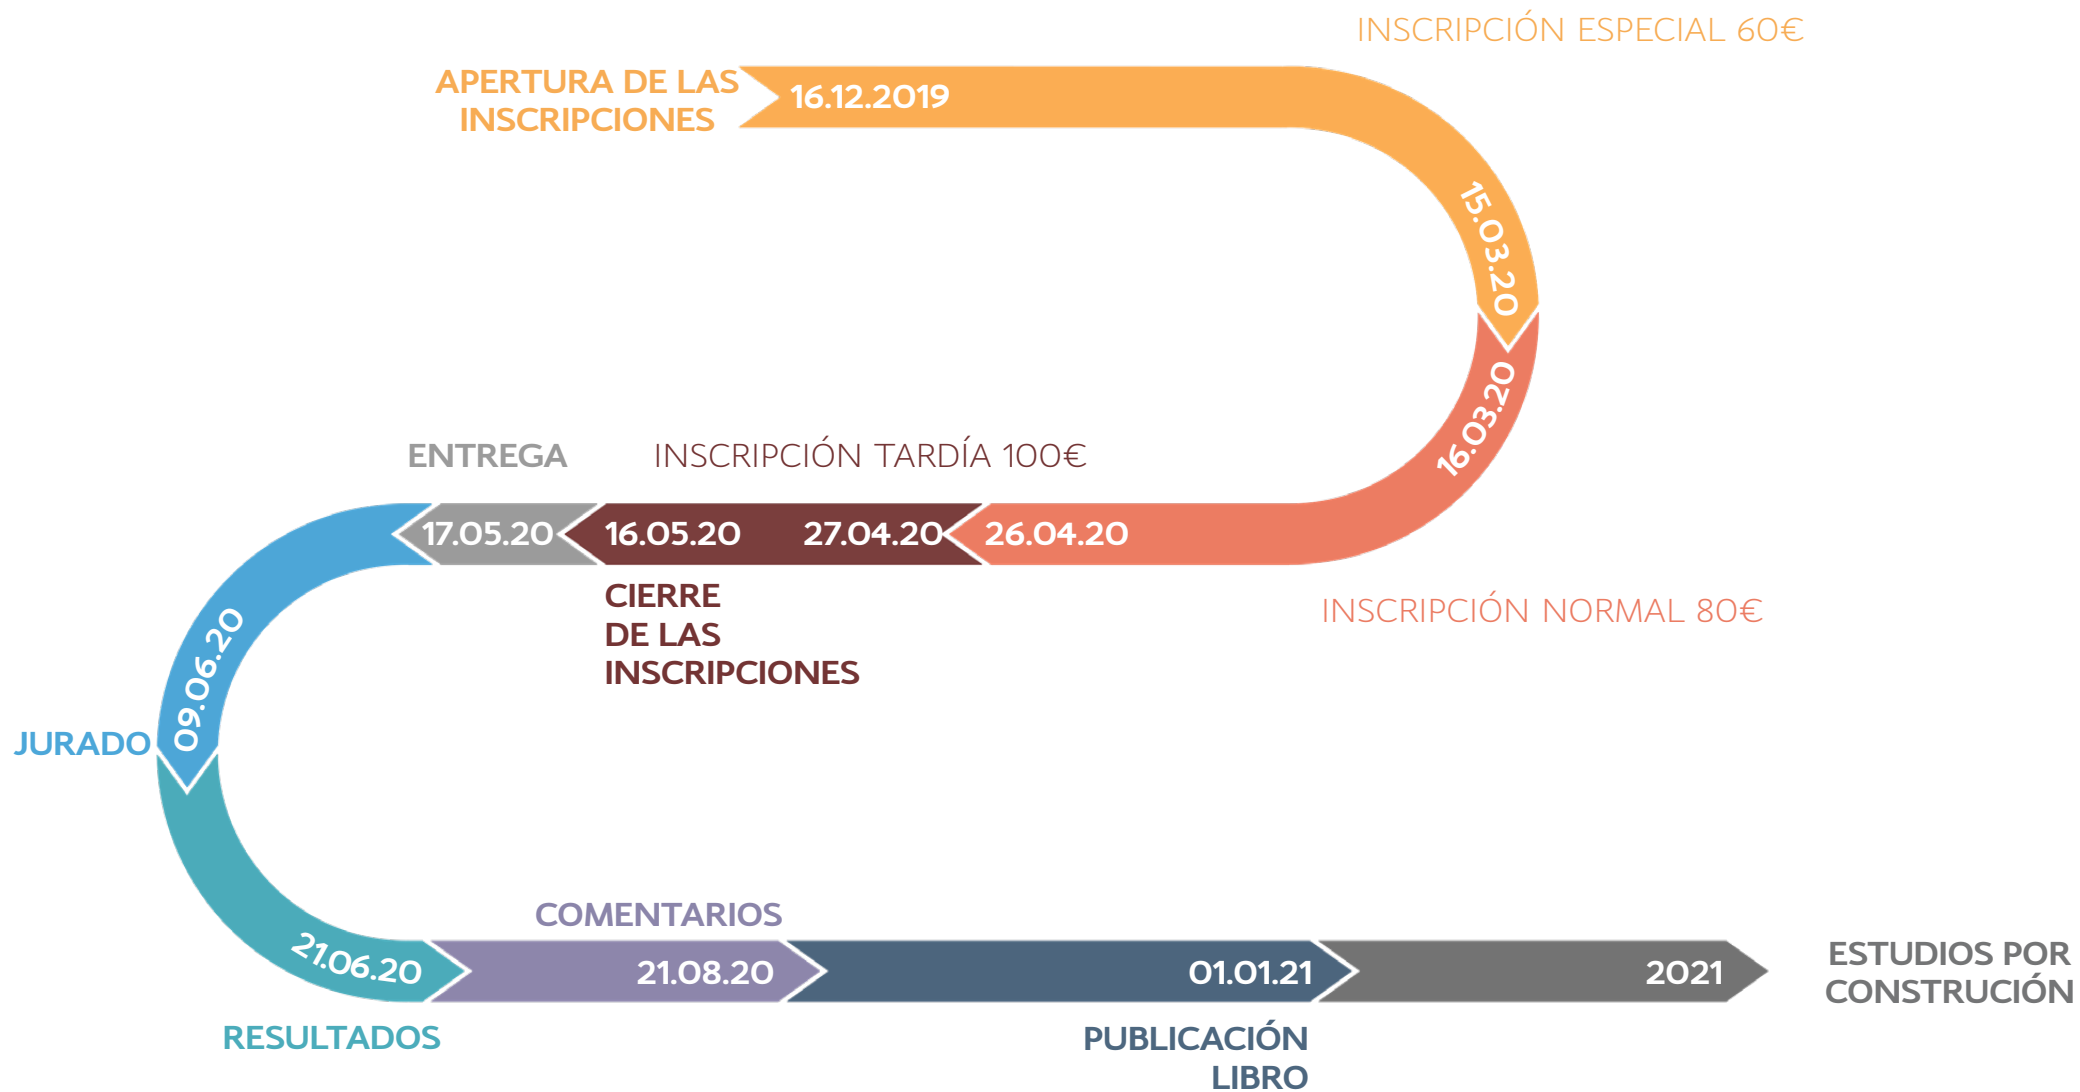 INSCRIPCIÓN ESPECIAL 60€
APERTURA DE LAS
INSCRIPCIONES
16.12.2019
15.03.20
16.03.20
ENTREGA
INSCRIPCIÓN TARDÍA 100€
17.05.20
16.05.20
27.04.20
26.04.20
CIERRE
DE LAS
INSCRIPCIONES
INSCRIPCIÓN NORMAL 80€
09.06.20
JURADO
COMENTARIOS
21.06.20
21.08.20
01.01.21
2021
ESTUDIOS POR
CONSTRUCIÓN
RESULTADOS
PUBLICACIÓN
LIBRO